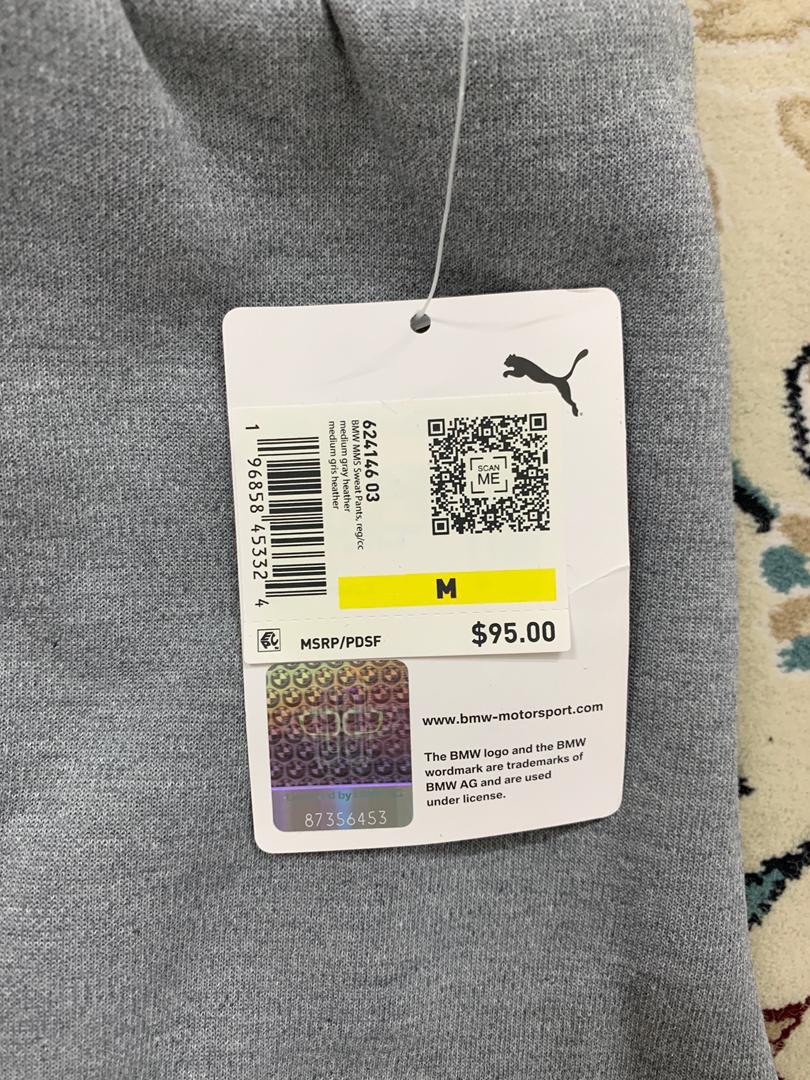 624146 03
BMW MMS Sweat Pants, reg/cc
medium gray heather
medium gris heather
1 96858 45332 4
SCAN
ME
M
MSRP/PDSF $95.00
by
87356453
www.bmw-motorsport.com
The BMW logo and the BMW
wordmark are trademarks of
BMW AG and are used
under license.